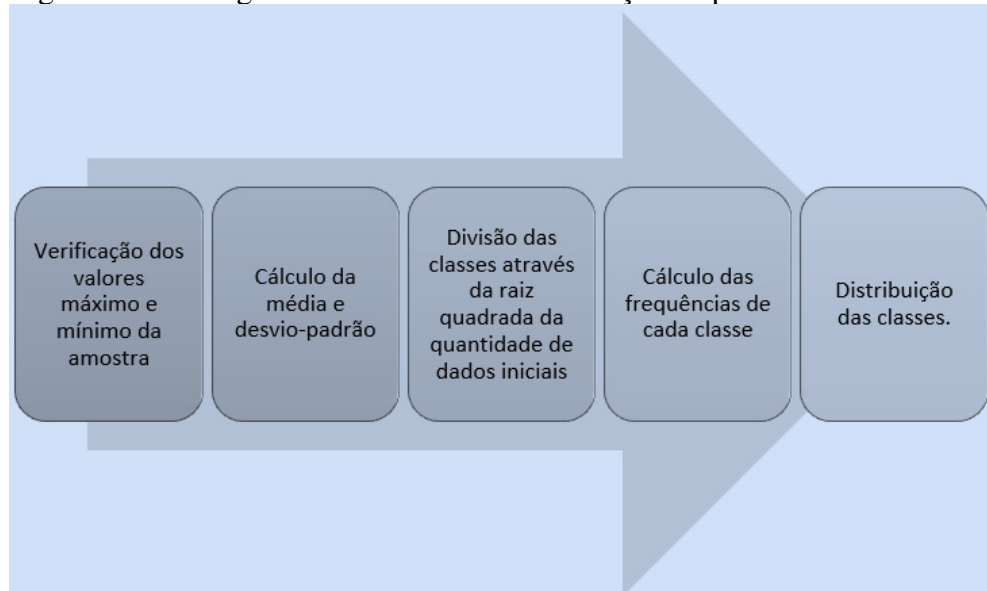 Verificação dos
valores
máximo e
mínimo da
amostra
Cálculo da
média e
desvio-padrão
Divisão das
classes através
da raiz
quadrada da
quantidade de
dados iniciais
Cálculo das
frequências de
cada classe
Distribuição
das classes.